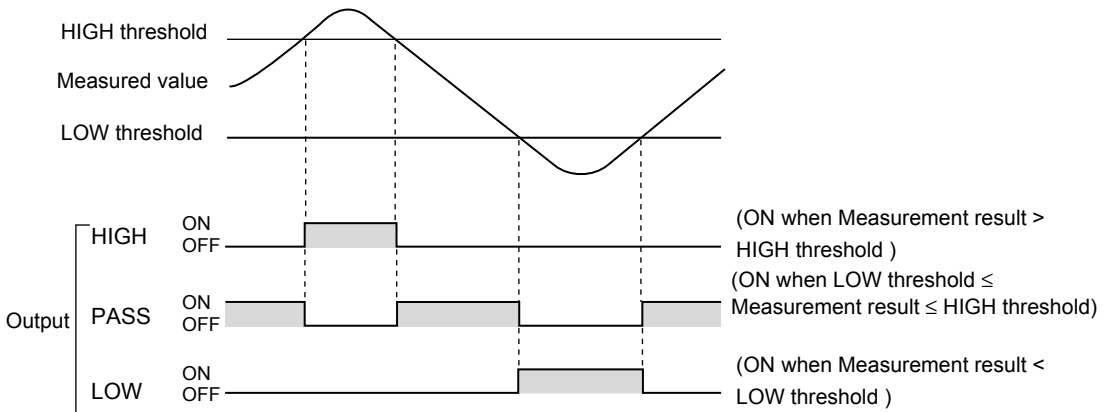 HIGH threshold
Measured value
LOW threshold
Output
HIGH
ON
OFF
(ON when Measurement result >
HIGH threshold )
PASS
ON
OFF
(ON when LOW threshold ≤
Measurement result ≤ HIGH threshold)
LOW
ON
OFF
(ON when Measurement result <
LOW threshold )